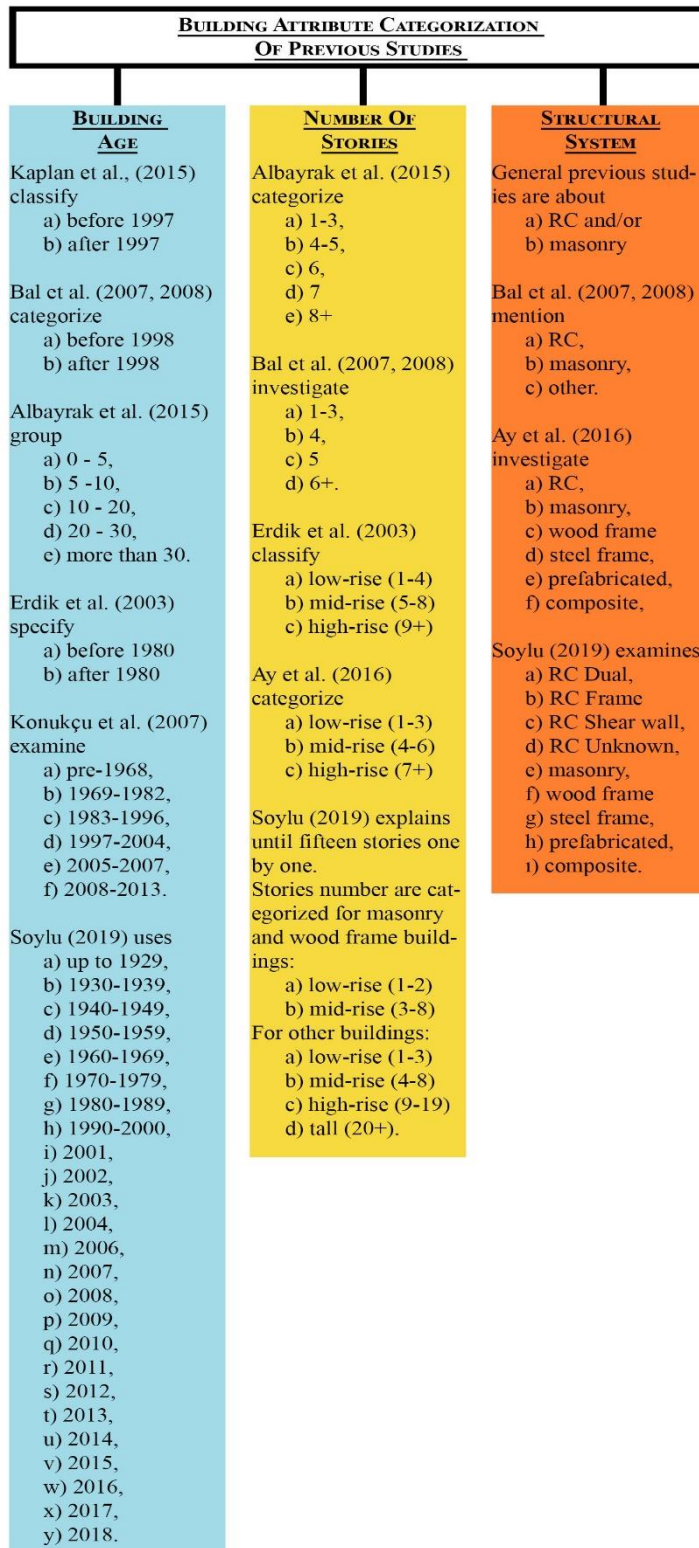 BUILDING ATTRIBUTE CATEGORIZATION
OF PREVIOUS STUDIES
BUILDING
AGE
Kaplan et al., (2015)
classify
a) before 1997
b) after 1997
Bal et al. (2007, 2008)
categorize
a) before 1998
b) after 1998
Albayrak et al. (2015)
group
a) 0 - 5,
b) 5 -10,
c) 10 - 20,
d) 20 - 30,
e) more than 30.
Erdik et al. (2003)
specify
a) before 1980
b) after 1980
Konukçu et al. (2007)
examine
a) pre-1968,
b) 1969-1982,
c) 1983-1996,
d) 1997-2004,
e) 2005-2007,
f) 2008-2013.
Soylu (2019) uses
a) up to 1929,
b) 1930-1939,
c) 1940-1949,
d) 1950-1959,
e) 1960-1969,
f) 1970-1979,
g) 1980-1989,
h) 1990-2000,
i) 2001,
j) 2002,
k) 2003,
l) 2004,
m) 2006,
n) 2007,
o) 2008,
p) 2009,
q) 2010,
r) 2011,
s) 2012,
t) 2013,
u) 2014,
v) 2015,
w) 2016,
x) 2017,
y) 2018.
NUMBER OF
STORIES
Albayrak et al. (2015)
categorize
a) 1-3,
b) 4-5,
c) 6,
d) 7
e) 8+
Bal et al. (2007, 2008)
investigate
a) 1-3,
b) 4,
c) 5
d) 6+.
Erdik et al. (2003)
classify
a) low-rise (1-4)
b) mid-rise (5-8)
c) high-rise (9+)
Ay et al. (2016)
categorize
a) low-rise (1-3)
b) mid-rise (4-6)
c) high-rise (7+)
Soylu (2019) explains
until fifteen stories one
by one.
Stories number are cat-
egorized for masonry
and wood frame build-
ings:
a) low-rise (1-2)
b) mid-rise (3-8)
For other buildings:
a) low-rise (1-3)
b) mid-rise (4-8)
c) high-rise (9-19)
d) tall (20+).
STRUCTURAL
SYSTEM
General previous stud-
ies are about
a) RC and/or
b) masonry
Bal et al. (2007, 2008)
mention
a) RC,
b) masonry,
c) other.
Ay et al. 2016)
investigate
a) RC,
b) masonry,
c) wood frame
d) steel frame,
e) prefabricated,
f) composite,
Soylu (2019) examines
a) RC Dual,
b) RC Frame
c) RC Shear wall,
d) RC Unknown,
e) masonry,
f) wood frame
g) steel frame,
h) prefabricated,
ı) composite.